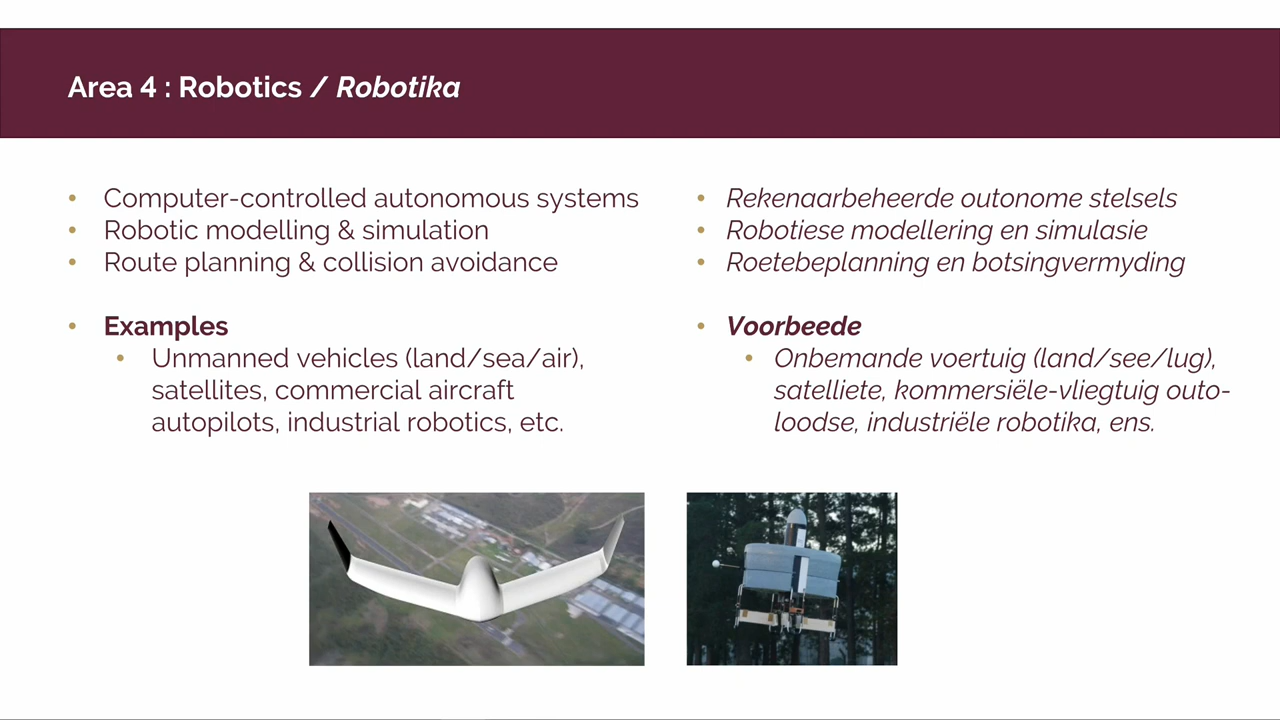 Area 4 : Robotics / Robotika
• Computer-controlled autonomous systems
• Robotic modelling & simulation
• Route planning & collision avoidance
• Examples
• Unmanned vehicles (land/sea/air),
satellites, commercial aircraft
autopilots, industrial robotics, etc.
• Rekenaarbeheerde outonome stelsels
• Robotiese modellering en simulasie
• Roetebeplanning en botsingvermyding
• Voorbeede
• Onbemande voertuig (land/see/lug),
satelliete, kommersiële-vliegtuig outo-
loodse, industriële robotika, ens.